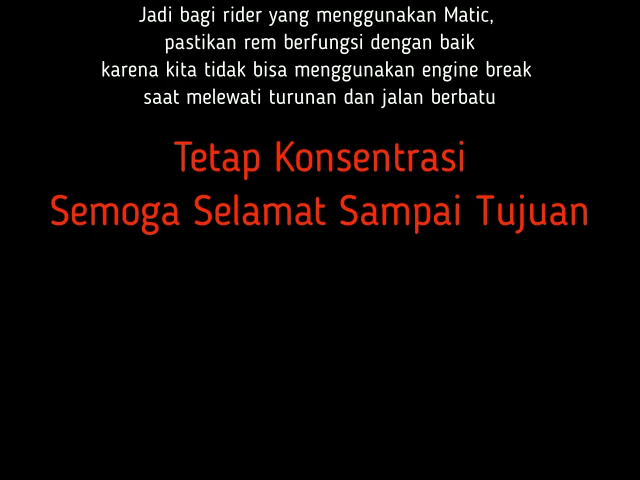 Jadi bagi rider yang menggunakan Matic,
pastikan rem berfungsi dengan baik
karena kita tidak bisa menggunakan engine break
saat melewati turunan dan jalan berbatu
Tetap Konsentrasi
Semoga Selamat Sampai Tujuan